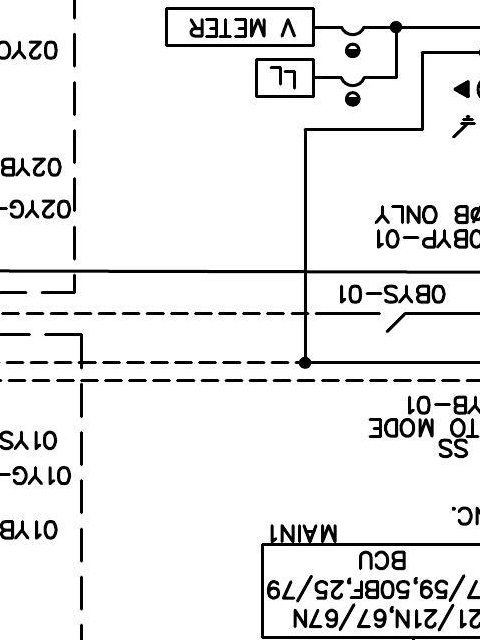 21/21N,67/67N
7/59,50BF,25/79
BCU
MAIN1
01YB
NC.
01YG-
SS
01YS
TO MODE
YB-01
0BYS-01
0BYP-01
ØB ONLY
02YG-
02YB
LL
02YC
V METER